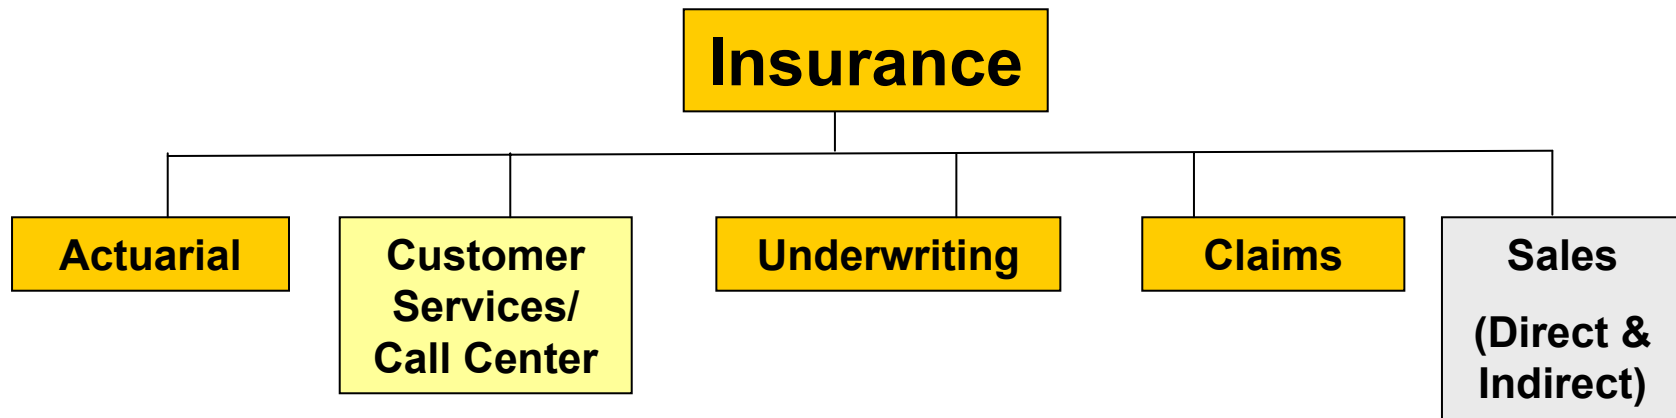 Insurance
Actuarial
Customer
Services/
Call Center
Underwriting
Claims
Sales
(Direct &
Indirect)